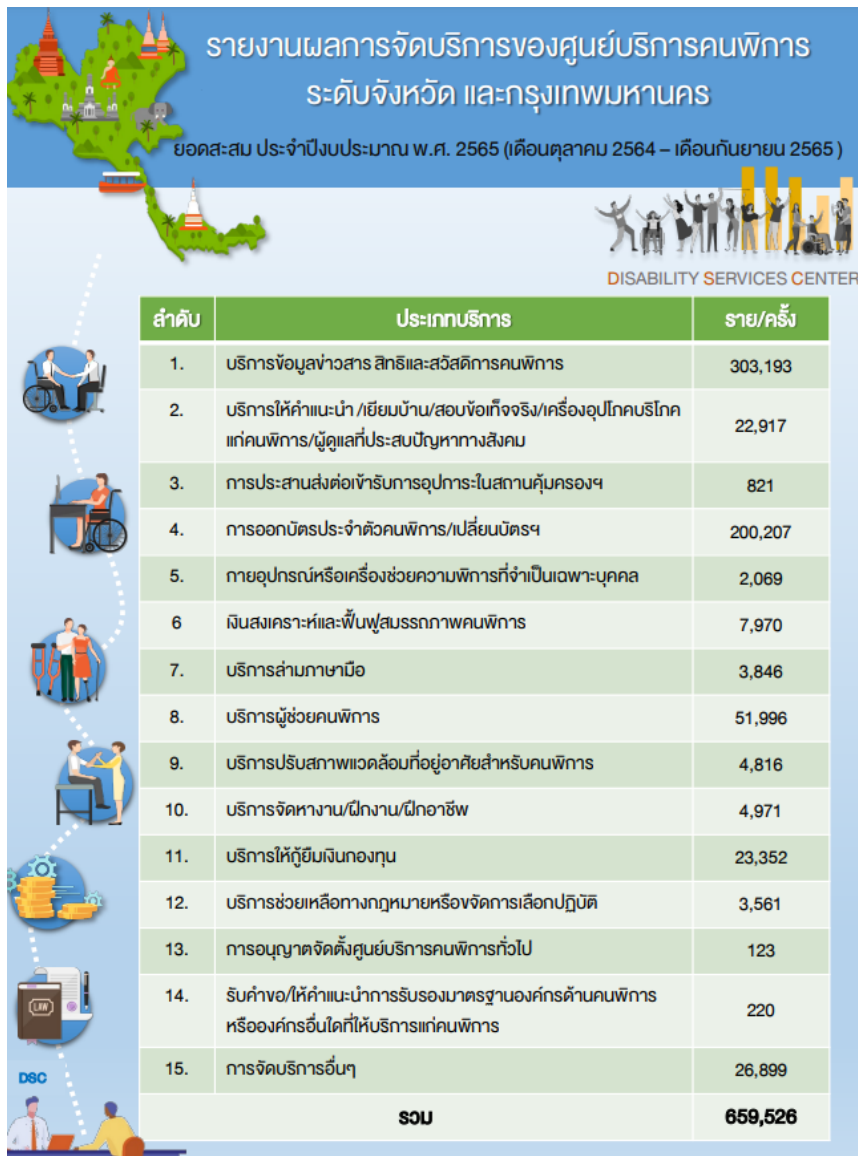 รายงานผลการจัดบริการของศูนย์บริการคนพิการ
ระดับจังหวัด และกรุงเทพมหานคร
ยอดสะสม ประจำปีงบประมาณ พ.ศ. 2565 (เดือนตุลาคม 2564 – เดือนกันยายน 2565 )
DISABILITY SERVICES CENTER
ลำดับ ประเภทบริการ ราย/ครั้ง
1. บริการข้อมูลข่าวสาร สิทธิและสวัสดิการคนพิการ 303,193
2. บริการให้คำแนะนำ /เยี่ยมบ้าน/สอบข้อเท็จจริง/เครื่องอุปโภคบริโภค
แก่คนพิการ/ผู้ดูแลที่ประสบปัญหาทางสังคม 22,917
3. การประสานส่งต่อเข้ารับการอุปการะในสถานคุ้มครองฯ 821
4. การออกบัตรประจำตัวคนพิการ/เปลี่ยนบัตรฯ 200,207
5. กายอุปกรณ์หรือเครื่องช่วยความพิการที่จำเป็นเฉพาะบุคคล 2,069
6 เงินสงเคราะห์และฟื้นฟูสมรรถภาพคนพิการ 7,970
7. บริการล่ามภาษามือ 3,846
8. บริการผู้ช่วยคนพิการ 51,996
9. บริการปรับสภาพแวดล้อมที่อยู่อาศัยสำหรับคนพิการ 4,816
10. บริการจัดหางาน/ฝึกงาน/ฝึกอาชีพ 4,971
11. บริการให้กู้ยืมเงินกองทุน 23,352
12. บริการช่วยเหลือทางกฎหมายหรือขจัดการเลือกปฏิบัติ 3,561
13. การอนุญาตจัดตั้งศูนย์บริการคนพิการทั่วไป 123
14. รับคำขอ/ให้คำแนะนำการรับรองมาตรฐานองค์กรด้านคนพิการ
หรือองค์กรอื่นใดที่ให้บริการแก่คนพิการ 220
15. การจัดบริการอื่นๆ 26,899
รวม 659,526
LAW
DSC